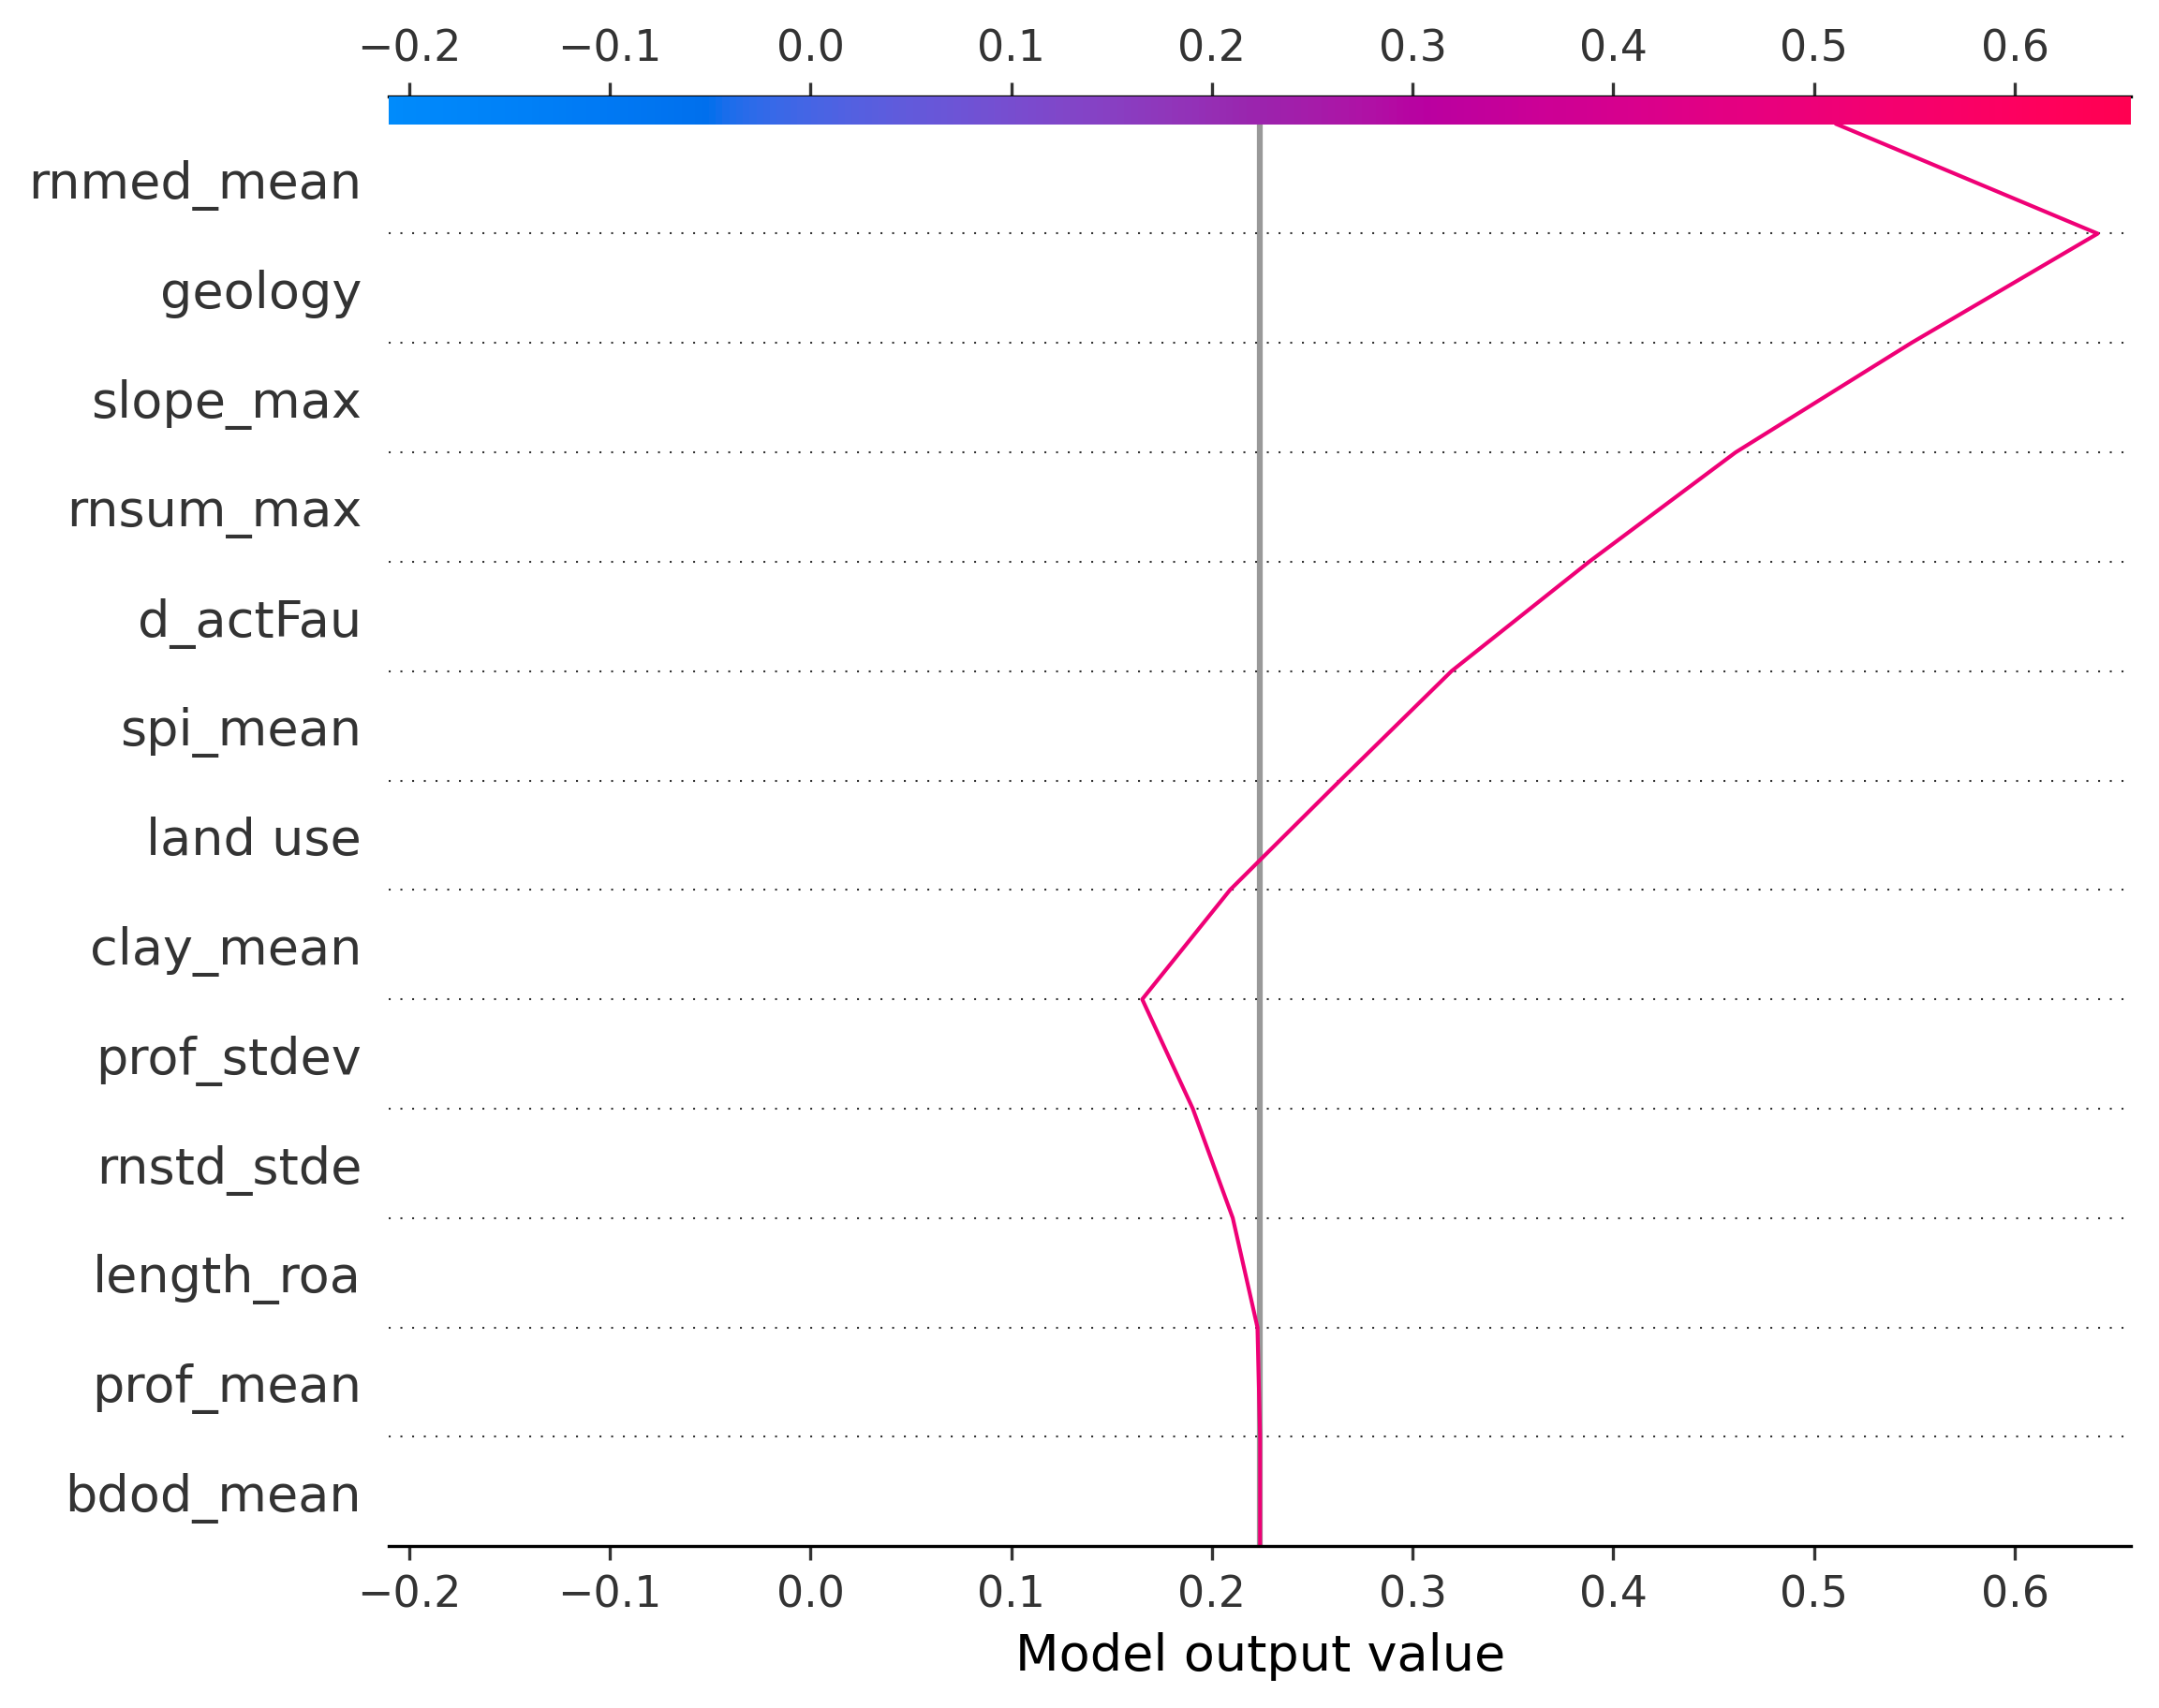 −0.2 −0.1 0.0 0.1 0.2 0.3 0.4 0.5 0.6
rnmed_mean
geology
slope_max
rnsum_max
d_actFau
spi_mean
land use
clay_mean
prof_stdev
rnstd_stde
length_roa
prof_mean
bdod_mean
−0.2 −0.1 0.0 0.1 0.2 0.3 0.4 0.5 0.6
Model output value